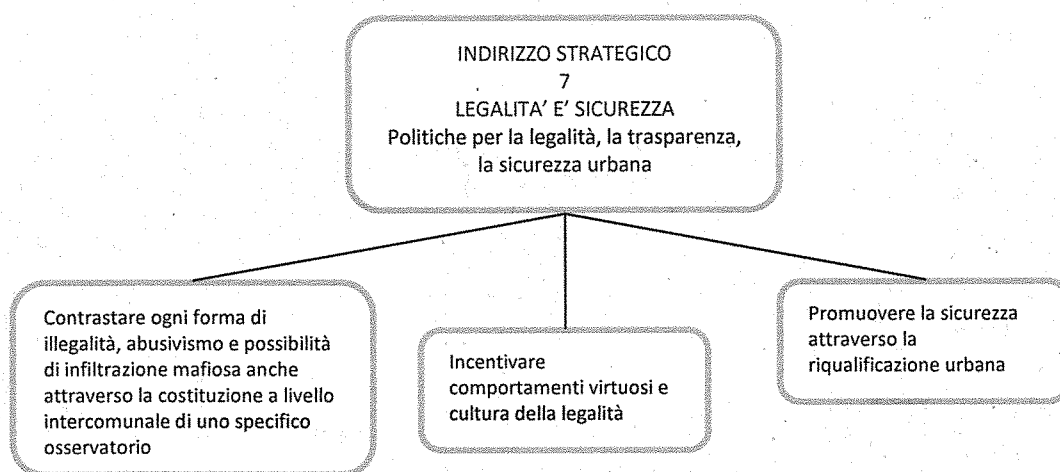 INDIRIZZO STRATEGICO
7
LEGALITA’ E’ SICUREZZA
Politiche per la legalità, la trasparenza,
la sicurezza urbana
Contrastare ogni forma di
illegalità, abusivismo e possibilità
di infiltrazione mafiosa anche
attraverso la costituzione a livello
intercomunale di uno specifico
osservatorio
Incentivare
comportamenti virtuosi e
cultura della legalità
Promuovere la sicurezza
attraverso la
riqualificazione urbana